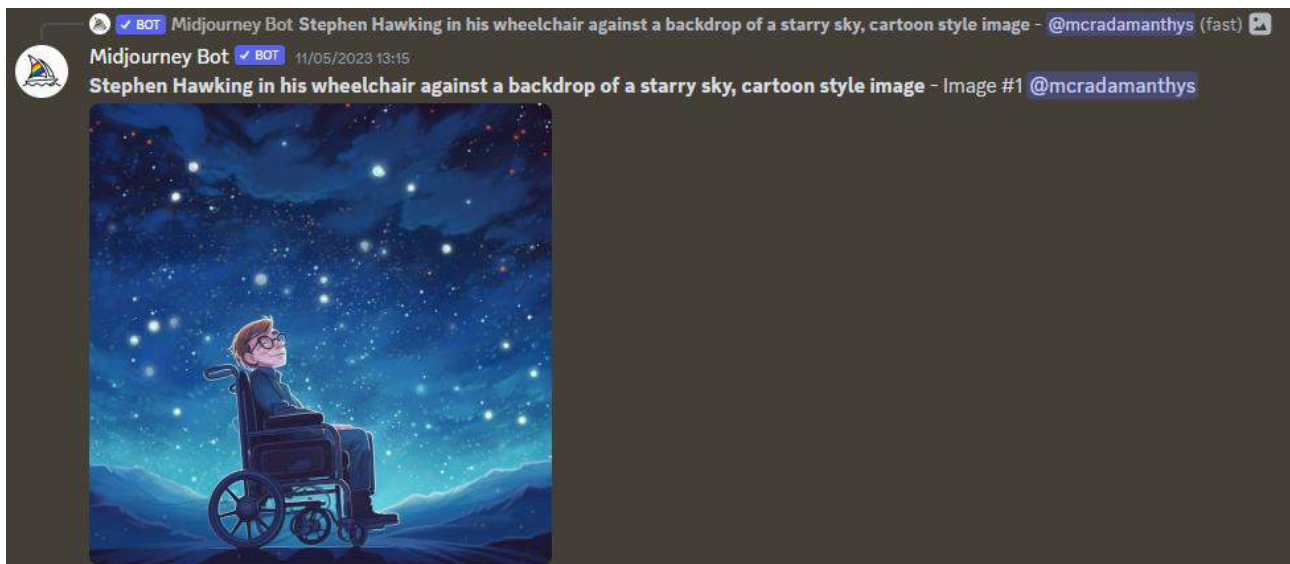 ✓ BOT Midjourney Bot Stephen Hawking in his wheelchair against a backdrop of a starry sky, cartoon style image - @mcradamanthys (fast)
Midjourney Bot ✓ BOT 11/05/2023 13:15
Stephen Hawking in his wheelchair against a backdrop of a starry sky, cartoon style image - Image #1 @mcradamanthys